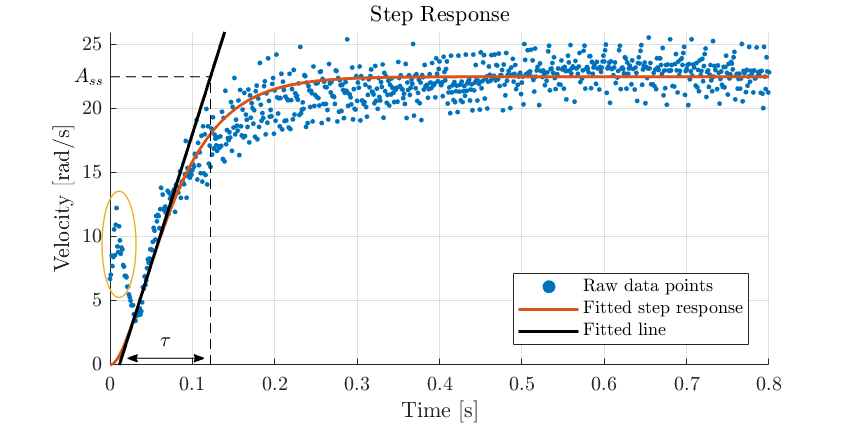 Step Response
Velocity [rad/s]
25
A_ss
20
15
10
5
0
τ
Raw data points
Fitted step response
Fitted line
0 0.1 0.2 0.3 0.4 0.5 0.6 0.7 0.8
Time [s]